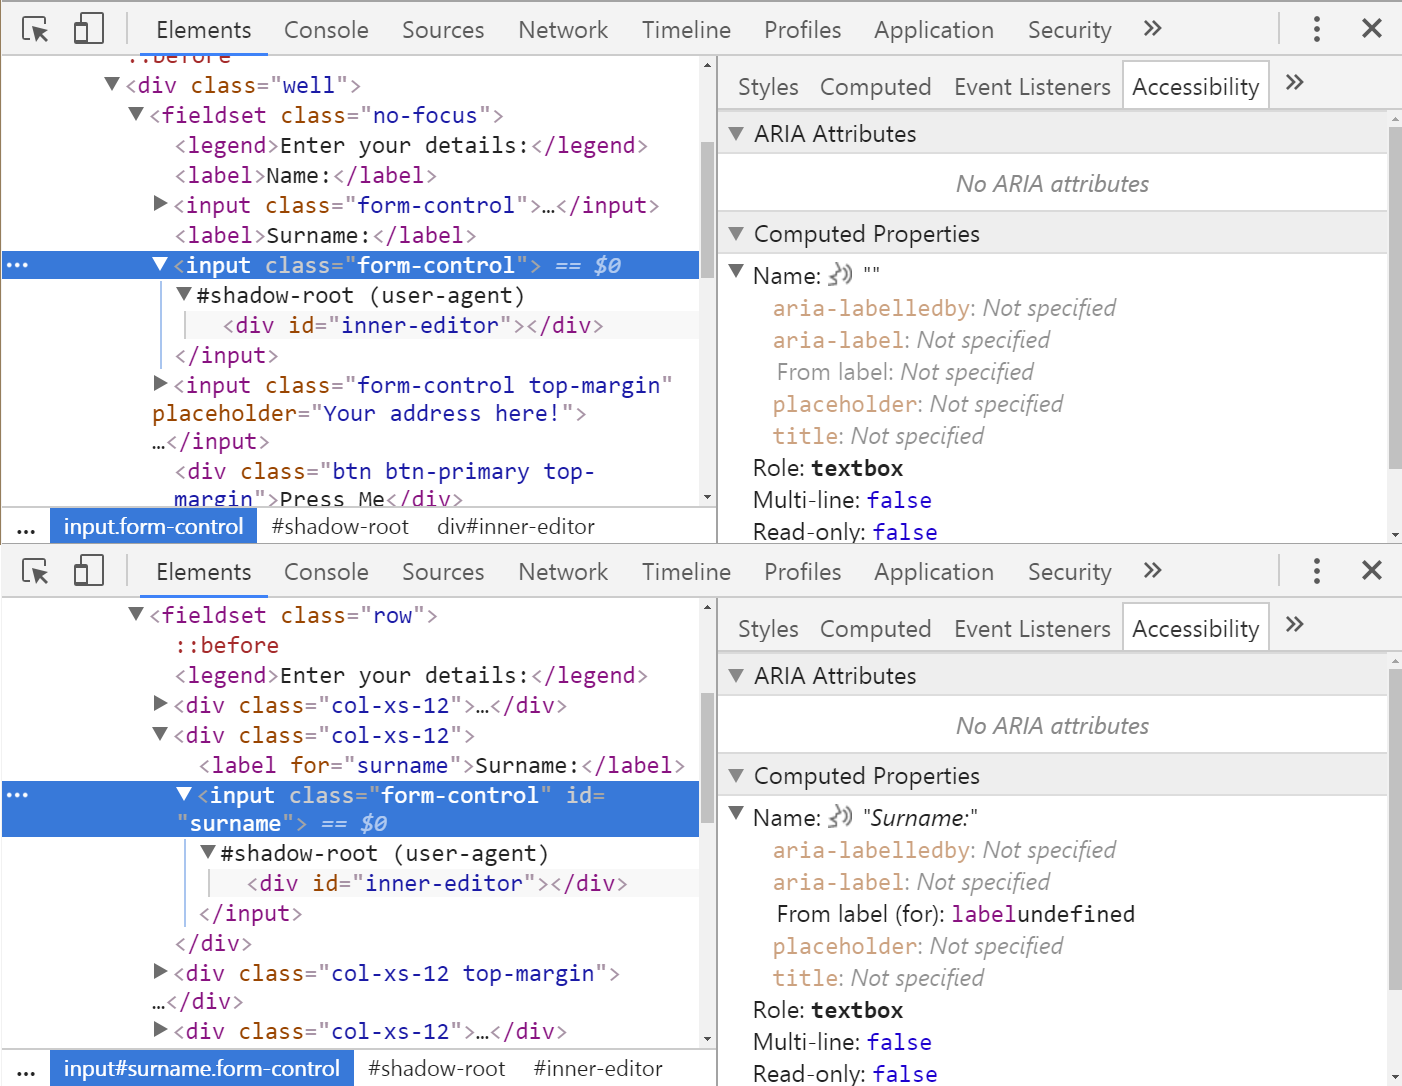 Elements Console Sources Network Timeline Profiles Application Security »
::before
<div class="well">
<fieldset class="no-focus">
<legend>Enter your details:</legend>
<label>Name:</label>
<input class="form-control">…</input>
<label>Surname:</label>
… <input class="form-control"> == $0
#shadow-root (user-agent)
<div id="inner-editor"></div>
</input>
<input class="form-control top-margin"
placeholder="Your address here!">
…</input>
<div class="btn btn-primary top-
margin">Press Me</div>
... input.form-control #shadow-root div#inner-editor
Styles Computed Event Listeners Accessibility »
ARIA Attributes
No ARIA attributes
Computed Properties
Name: ""
aria-labelledby: Not specified
aria-label: Not specified
From label: Not specified
placeholder: Not specified
title: Not specified
Role: textbox
Multi-line: false
Read-only: false
Elements Console Sources Network Timeline Profiles Application Security »
<fieldset class="row">
::before
<legend>Enter your details:</legend>
<div class="col-xs-12">…</div>
<div class="col-xs-12">
<label for="surname">Surname:</label>
… <input class="form-control" id=
"surname"> == $0
#shadow-root (user-agent)
<div id="inner-editor"></div>
</input>
</div>
<div class="col-xs-12 top-margin">
…</div>
<div class="col-xs-12">…</div>
... input#surname.form-control #shadow-root #inner-editor
Styles Computed Event Listeners Accessibility »
ARIA Attributes
No ARIA attributes
Computed Properties
Name: "Surname:"
aria-labelledby: Not specified
aria-label: Not specified
From label (for): labelundefined
placeholder: Not specified
title: Not specified
Role: textbox
Multi-line: false
Read-only: false